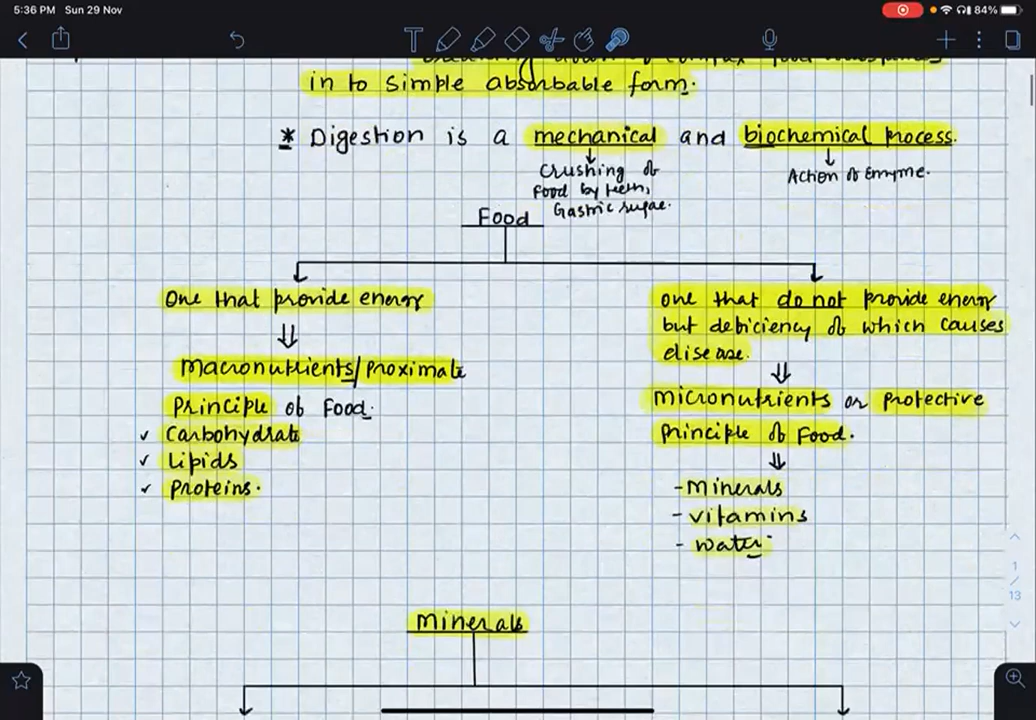 5:36 PM Sun 29 Nov
84%
in to simple absorbable form.
* Digestion is a mechanical and biochemical process.
Crushing of
Food by teeth,
Gastric rugae.
Action of Enzyme.
Food
One that provide energy
Macronutrients/Proximate
Principle of Food.
✓ Carbohydrate
✓ Lipids
✓ Proteins.
one that do not provide energy
but deficiency of which causes
disease.
micronutrients or protective
principle of Food.
- Minerals
- vitamins
- water
Minerals
1
/
13